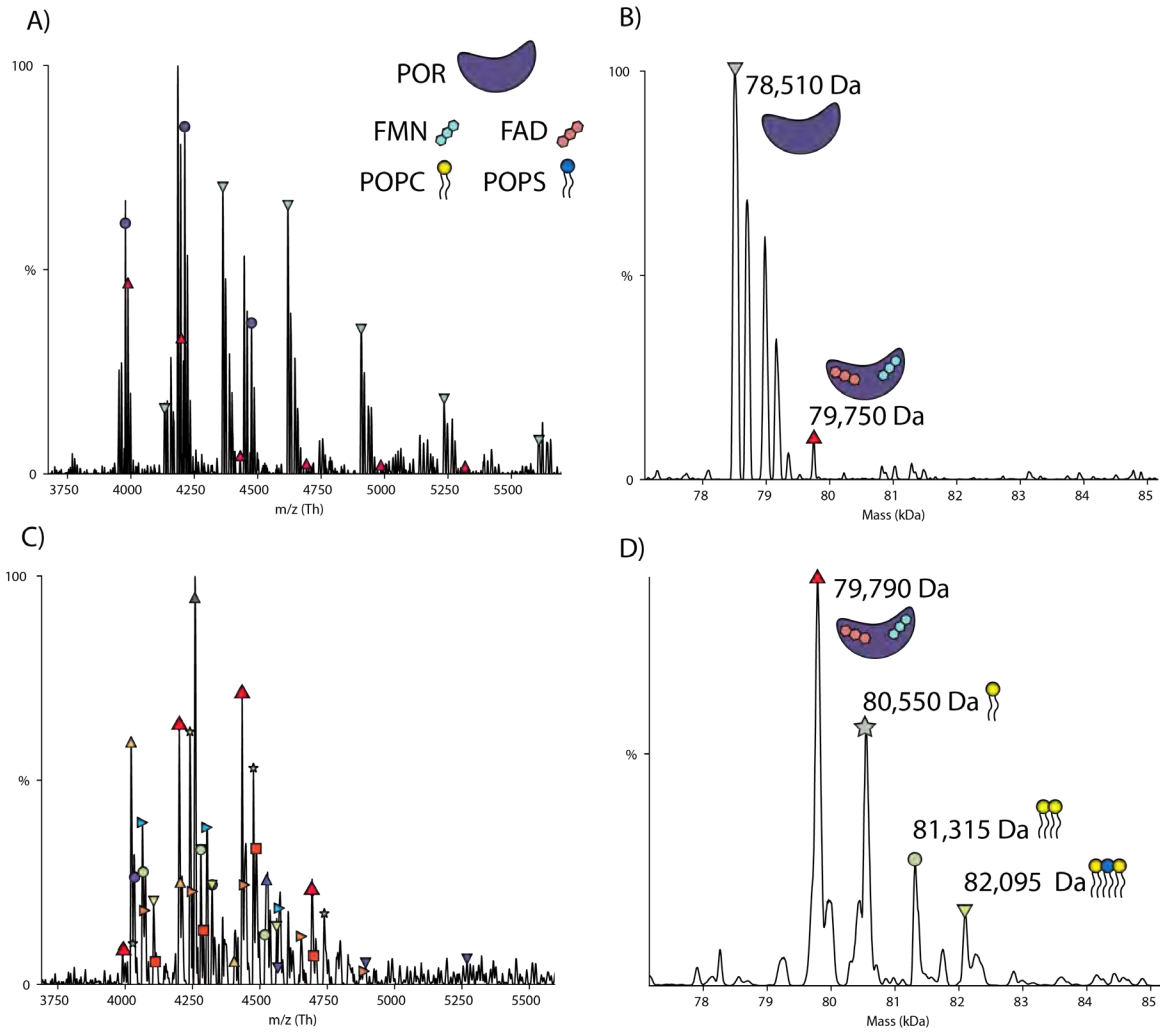 A)
100
%
0
3750 4000 4250 4500 4750 5000 5250 5500
m/z (Th)
POR
FMN FAD
POPC POPS
B)
100
%
0
78 79 80 81 82 83 84 85
Mass (kDa)
78,510 Da
79,750 Da
C)
100
%
0
3750 4000 4250 4500 4750 5000 5250 5500
m/z (Th)
D)
%
78 79 80 81 82 83 84 85
Mass (kDa)
79,790 Da
80,550 Da
81,315 Da
82,095 Da